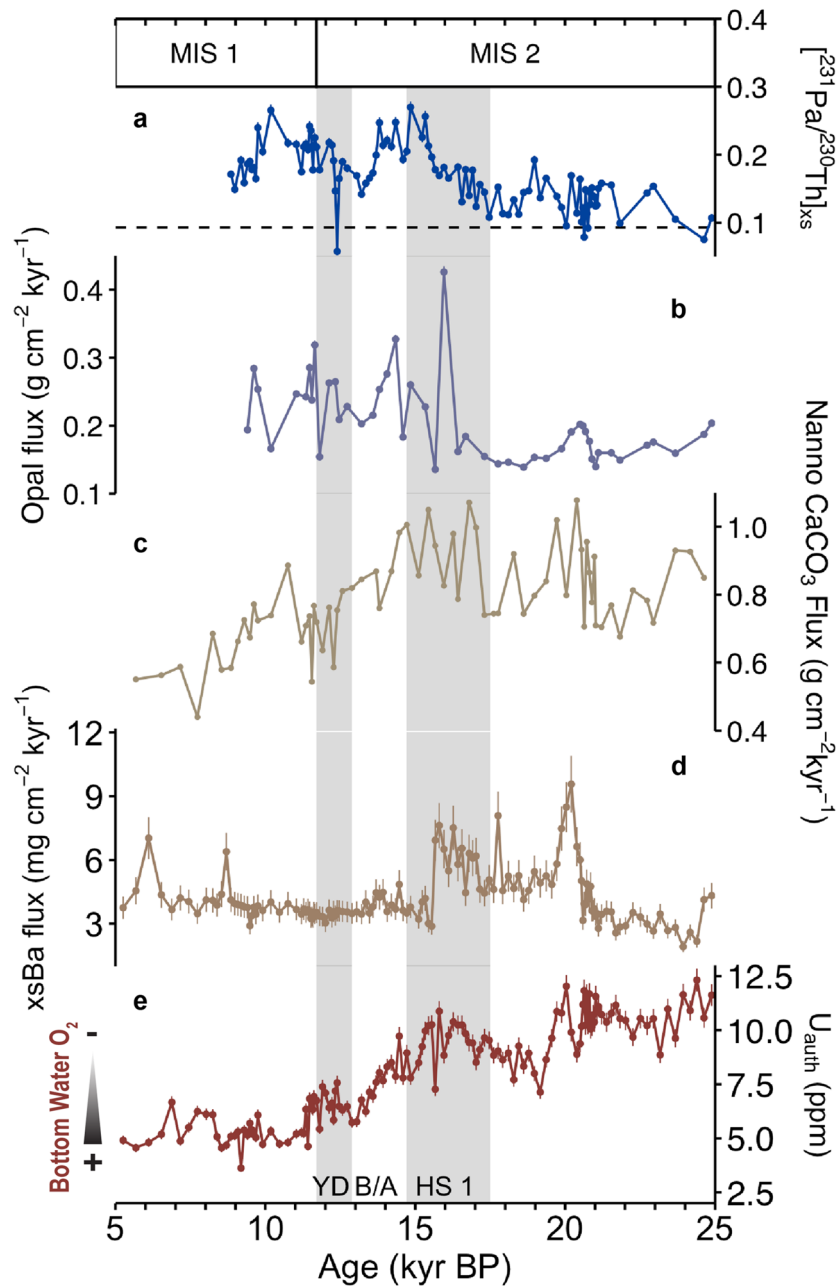 MIS 1
MIS 2
0.4
0.3
0.2
0.1
[²³¹Pa/²³⁰Th]xs
a
Opal flux (g cm⁻² kyr⁻¹)
0.4
0.3
0.2
0.1
b
c
1.0
0.8
0.6
0.4
Nanno CaCO₃ Flux (g cm⁻²kyr⁻¹)
xsBa flux (mg cm⁻² kyr⁻¹)
12
9
6
3
d
e
Bottom Water O₂
-
+
12.5
10.0
7.5
5.0
2.5
Uauth (ppm)
YD
B/A
HS 1
5
10
15
20
25
Age (kyr BP)